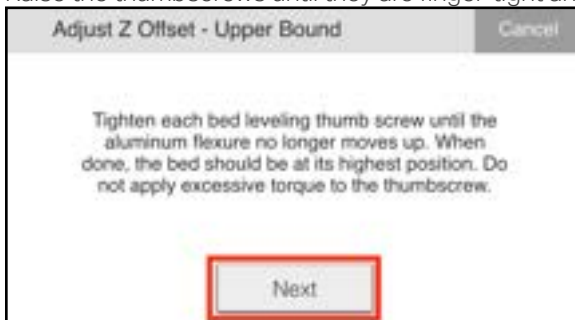 Raise the thumbscrews until they are finger-tight an
Adjust Z Offset - Upper Bound
Cancel
Tighten each bed leveling thumb screw until the
aluminum flexure no longer moves up. When
done, the bed should be at its highest position. Do
not apply excessive torque to the thumbscrew.
Next